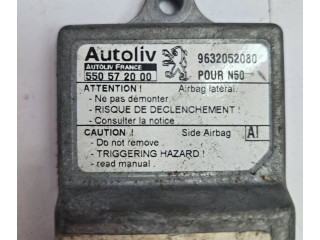 Autoliv 9632052080
AUTOLIV FRANCE
550 57 20 00 POUR N50
ATTENTION ! Airbag latéral.
- Ne pas démonter.
- RISQUE DE DECLENCHEMENT !
- Consulter la notice.
CAUTION ! Side Airbag AI
- Do not remove.
- TRIGGERING HAZARD !
- read manual.